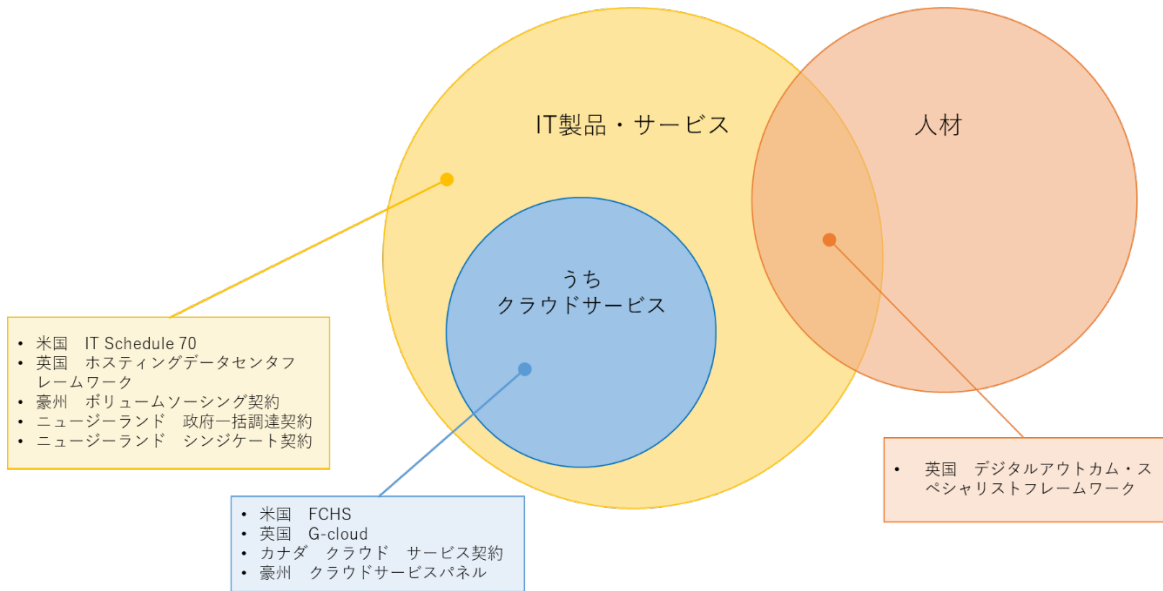 IT製品・サービス
人材
うち
クラウドサービス
• 米国　IT Schedule 70
• 英国　ホスティングデータセンタフ
レームワーク
• 豪州　ボリュームソーシング契約
• ニュージーランド　政府一括調達契約
• ニュージーランド　シンジケート契約
• 英国　デジタルアウトカム・ス
ペシャリストフレームワーク
• 米国　FCHS
• 英国　G-cloud
• カナダ　クラウド　サービス契約
• 豪州　クラウドサービスパネル